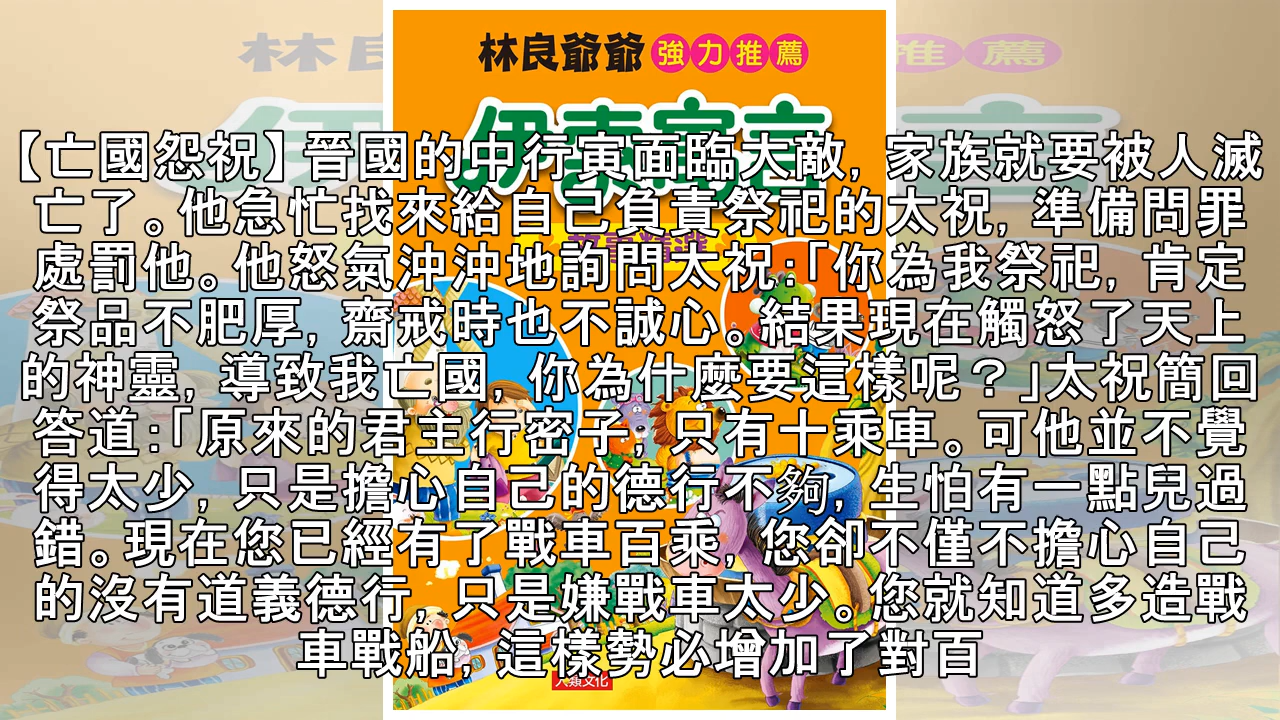 林良爺爺強力推薦
伊索寓言
【亡國怨祝】晉國的中行寅面臨大敵, 家族就要被人滅
亡了。他急忙找來給自己負責祭祀的太祝, 準備問罪
處罰他。他怒氣沖沖地詢問太祝:「你為我祭祀, 肯定
祭品不肥厚, 齋戒時也不誠心。結果現在觸怒了天上
的神靈, 導致我亡國, 你為什麼要這樣呢？」太祝簡回
答道:「原來的君主行密子, 只有十乘車。可他並不覺
得太少, 只是擔心自己的德行不夠, 生怕有一點兒過
錯。現在您已經有了戰車百乘, 您卻不僅不擔心自己
的沒有道義德行, 只是嫌戰車太少。您就知道多造戰
車戰船, 這樣勢必增加了對百
人類文化